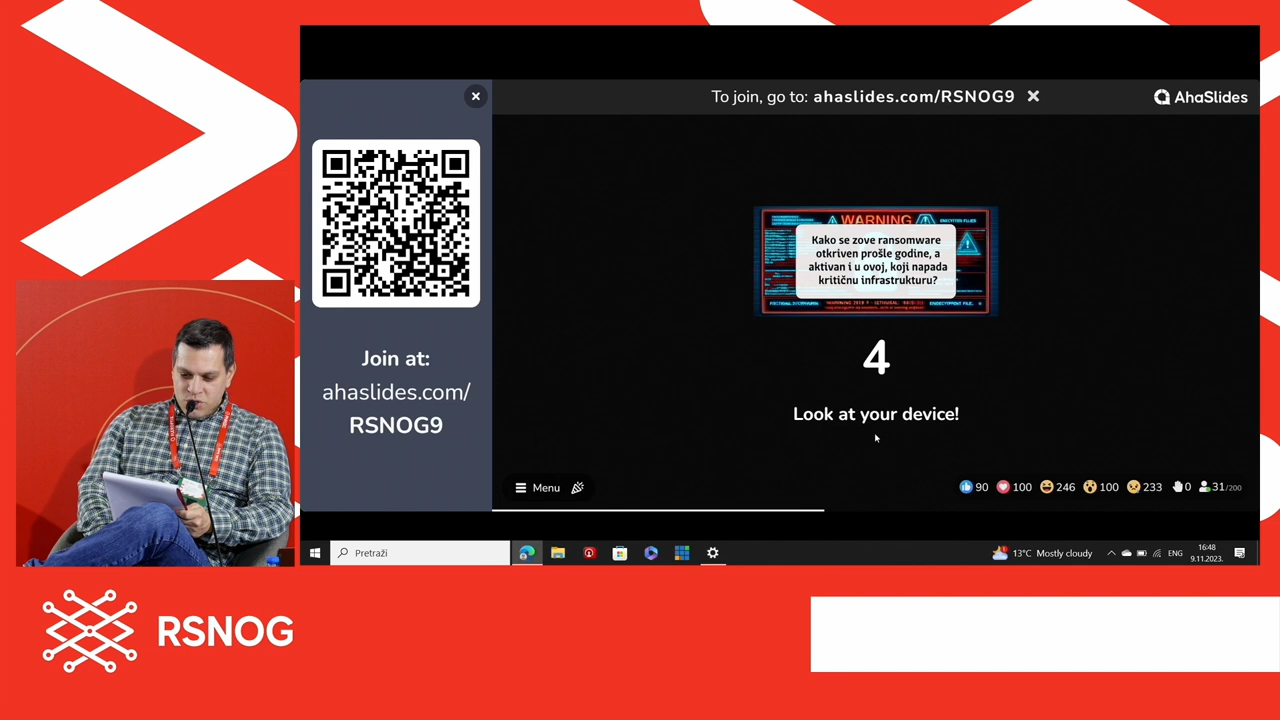 To join, go to: ahaslides.com/RSNOG9
AhaSlides
Join at:
ahaslides.com/
RSNOG9
WARNING
Kako se zove ransomware
otkriven prošle godine, a
aktivan i u ovoj, koji napada
kritičnu infrastrukturu?
4
Look at your device!
Menu
90 100 246 100 233 0 31/200
Pretraži
13°C Mostly cloudy
ENG
16:48
9.11.2023.
RSNOG